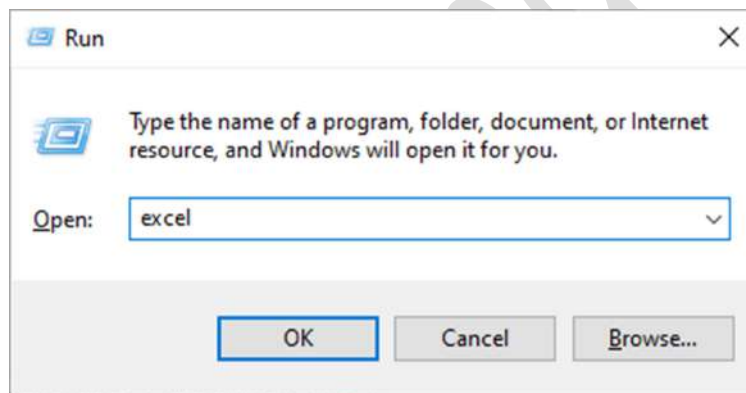 Run
Type the name of a program, folder, document, or Internet
resource, and Windows will open it for you.
Open: excel
OK Cancel Browse...